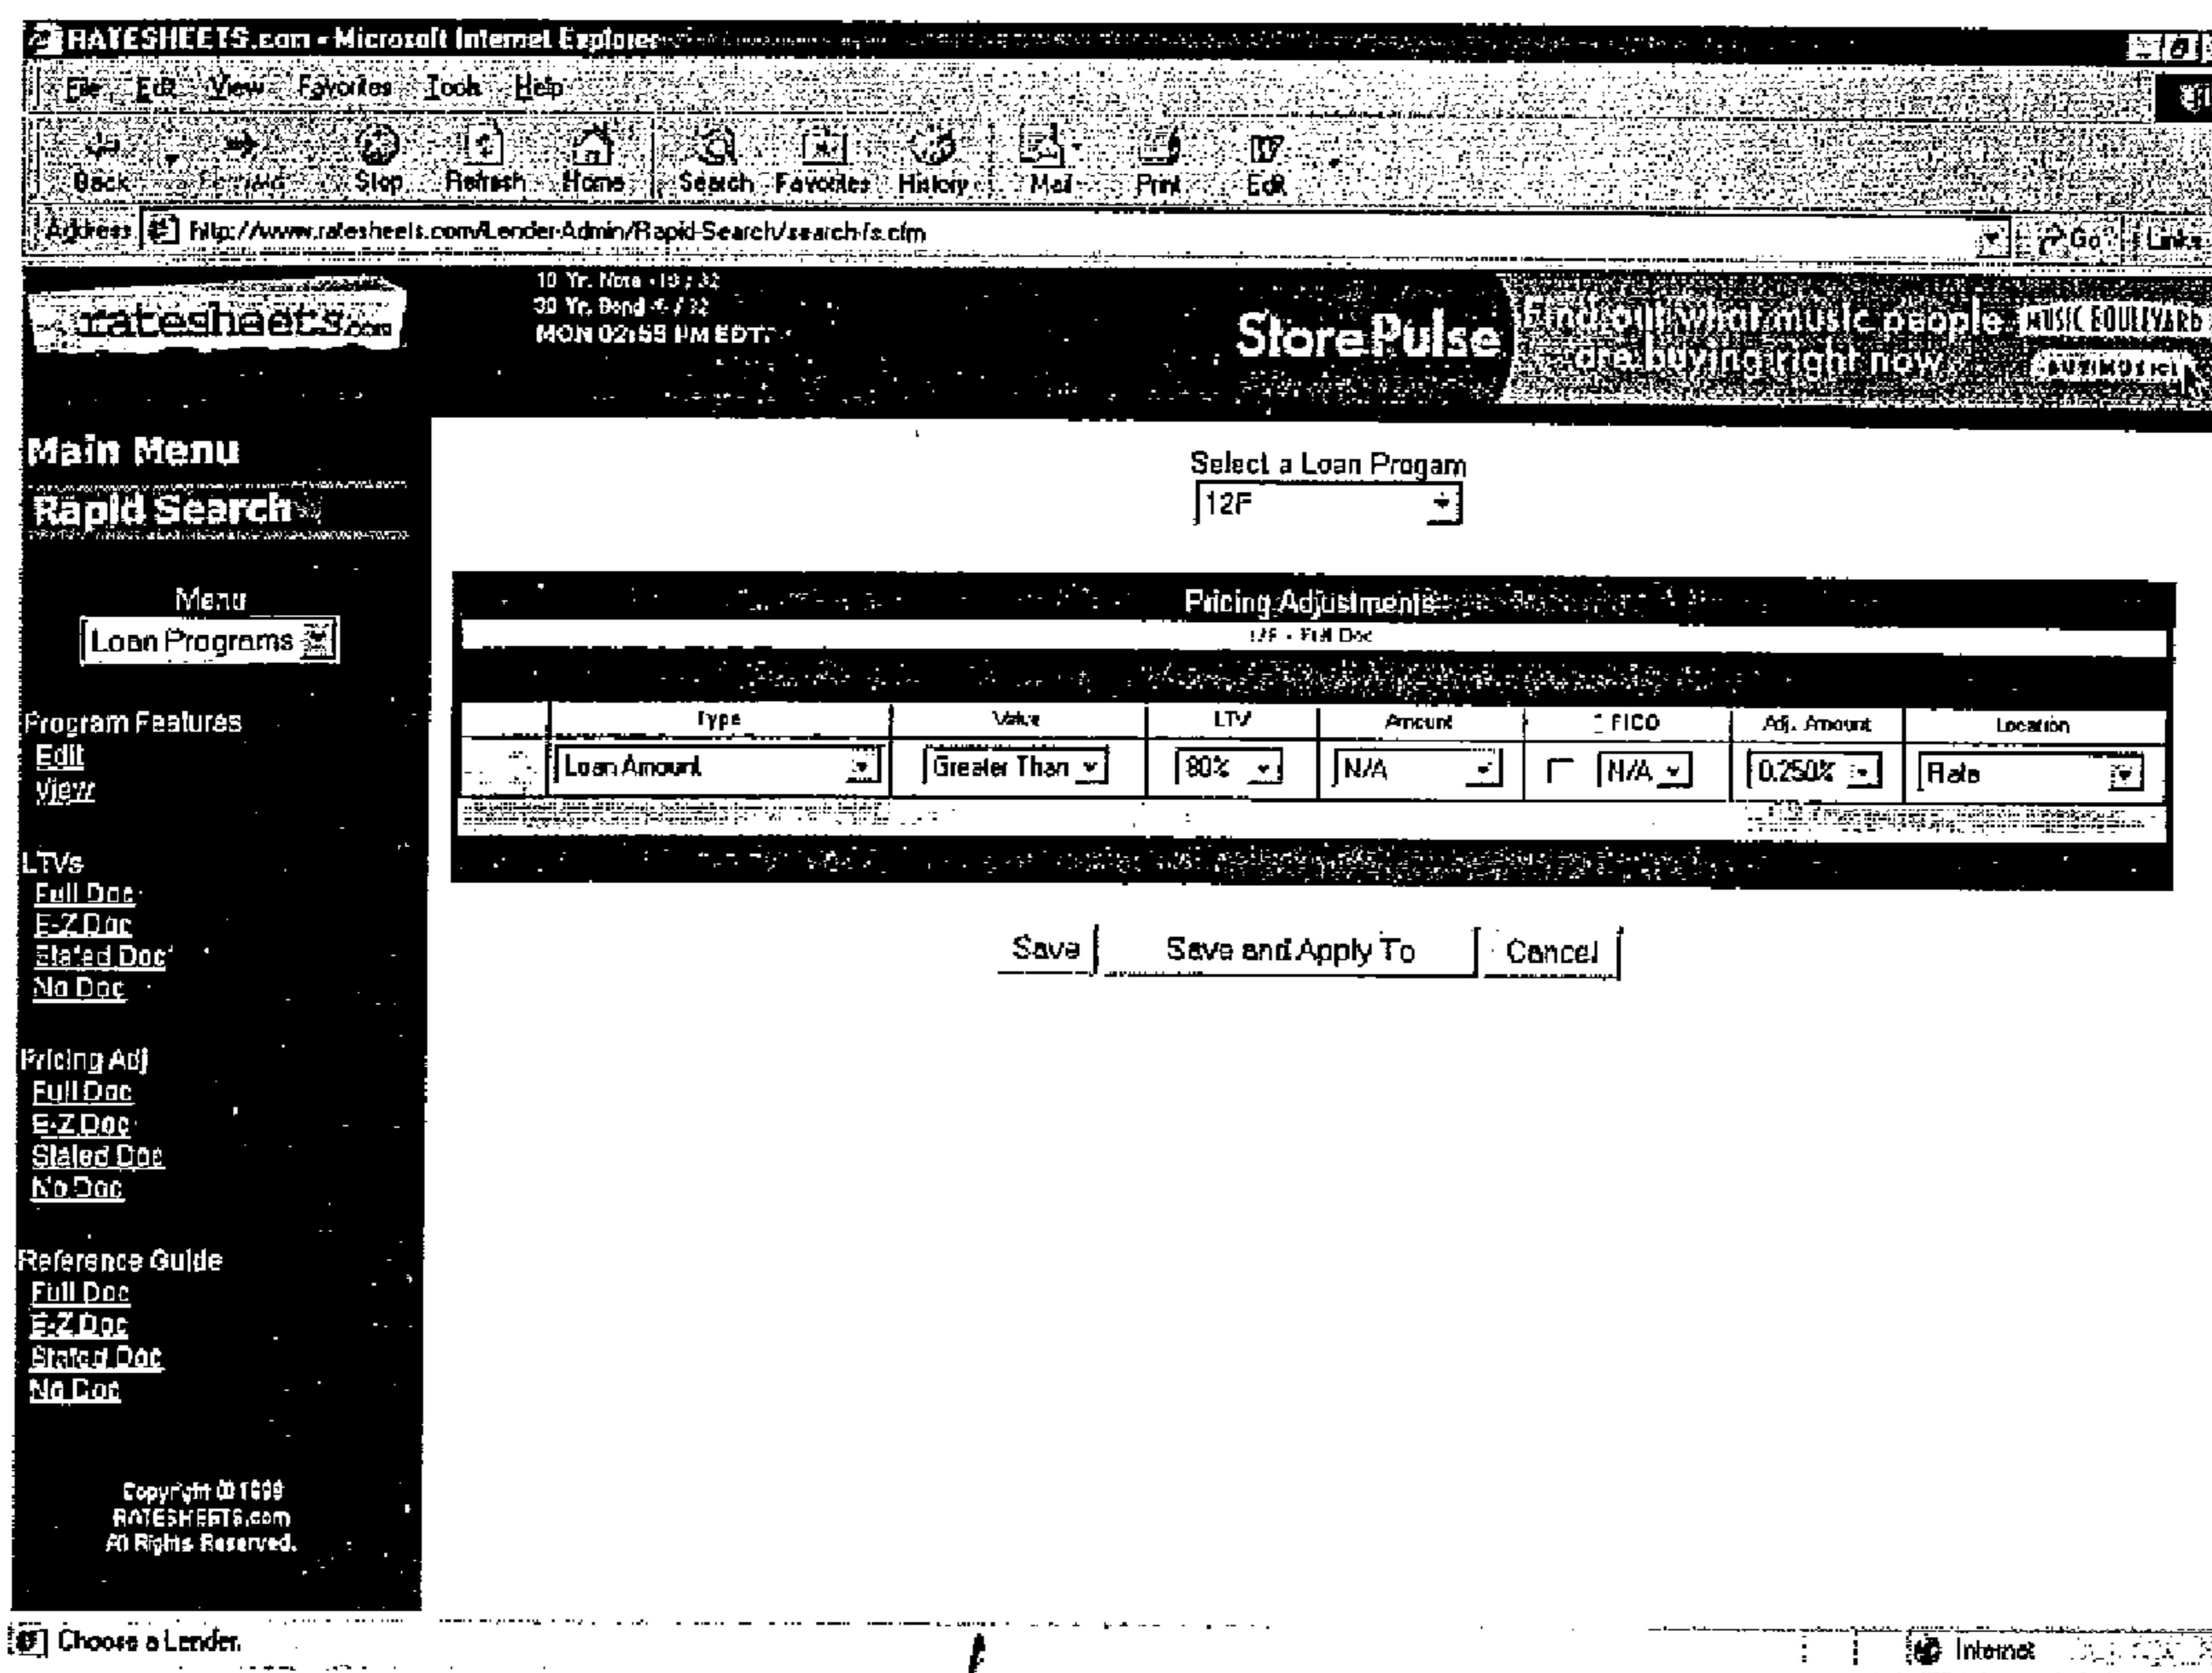 RATESHEETS.com - Microsoft Internet Explorer
File Edit View Favorites Tools Help
Back Forward Stop Refresh Home Search Favorites History Mail Print Edit
Address http://www.ratesheets.com/Lender-Admin/Rapid-Search/search-fs.cfm Go Links
ratesheets.com
10 Yr. Note
30 Yr. Bond
MON 02:55 PM EDT
StorePulse
Find out what music people are buying right now
MUSIC BOULEVARD
Main Menu
Rapid Search
Select a Loan Progam
12F
Menu
Loan Programs
Pricing Adjustments
12F - Full Doc
Type Value LTV Amount FICO Adj. Amount Location
Loan Amount Greater Than 80% N/A N/A 0.250% Rate
Save Save and Apply To Cancel
Program Features
Edit
View
LTVs
Full Doc
E-Z Doc
Stated Doc
No Doc
Pricing Adj
Full Doc
E-Z Doc
Stated Doc
No Doc
Reference Guide
Full Doc
E-Z Doc
Stated Doc
No Doc
Copyright © 1999
RATESHEETS.com
All Rights Reserved.
Choose a Lender. Internet